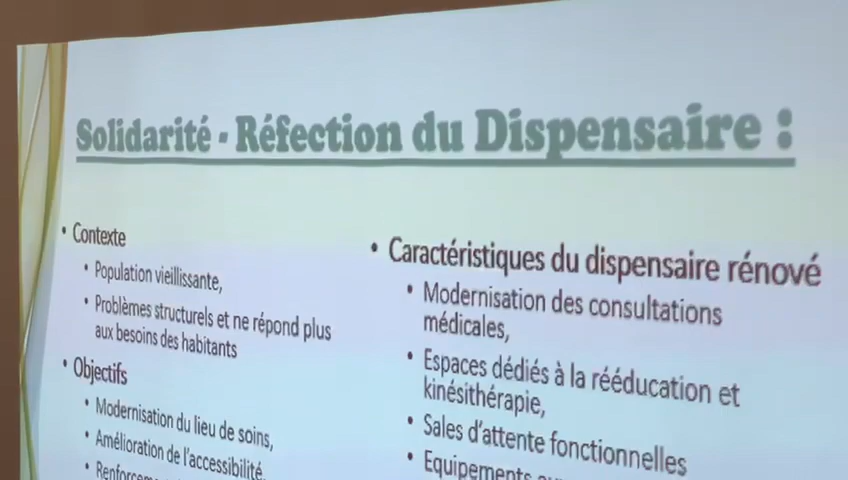 Solidarité - Réfection du Dispensaire :
• Contexte
• Population vieillissante,
• Problèmes structurels et ne répond plus
aux besoins des habitants
• Objectifs
• Modernisation du lieu de soins,
• Amélioration de l'accessibilité,
•
• Caractéristiques du dispensaire rénové
• Modernisation des consultations
médicales,
• Espaces dédiés à la rééducation et
kinésithérapie,
• Sales d'attente fonctionnelles
• Equipements